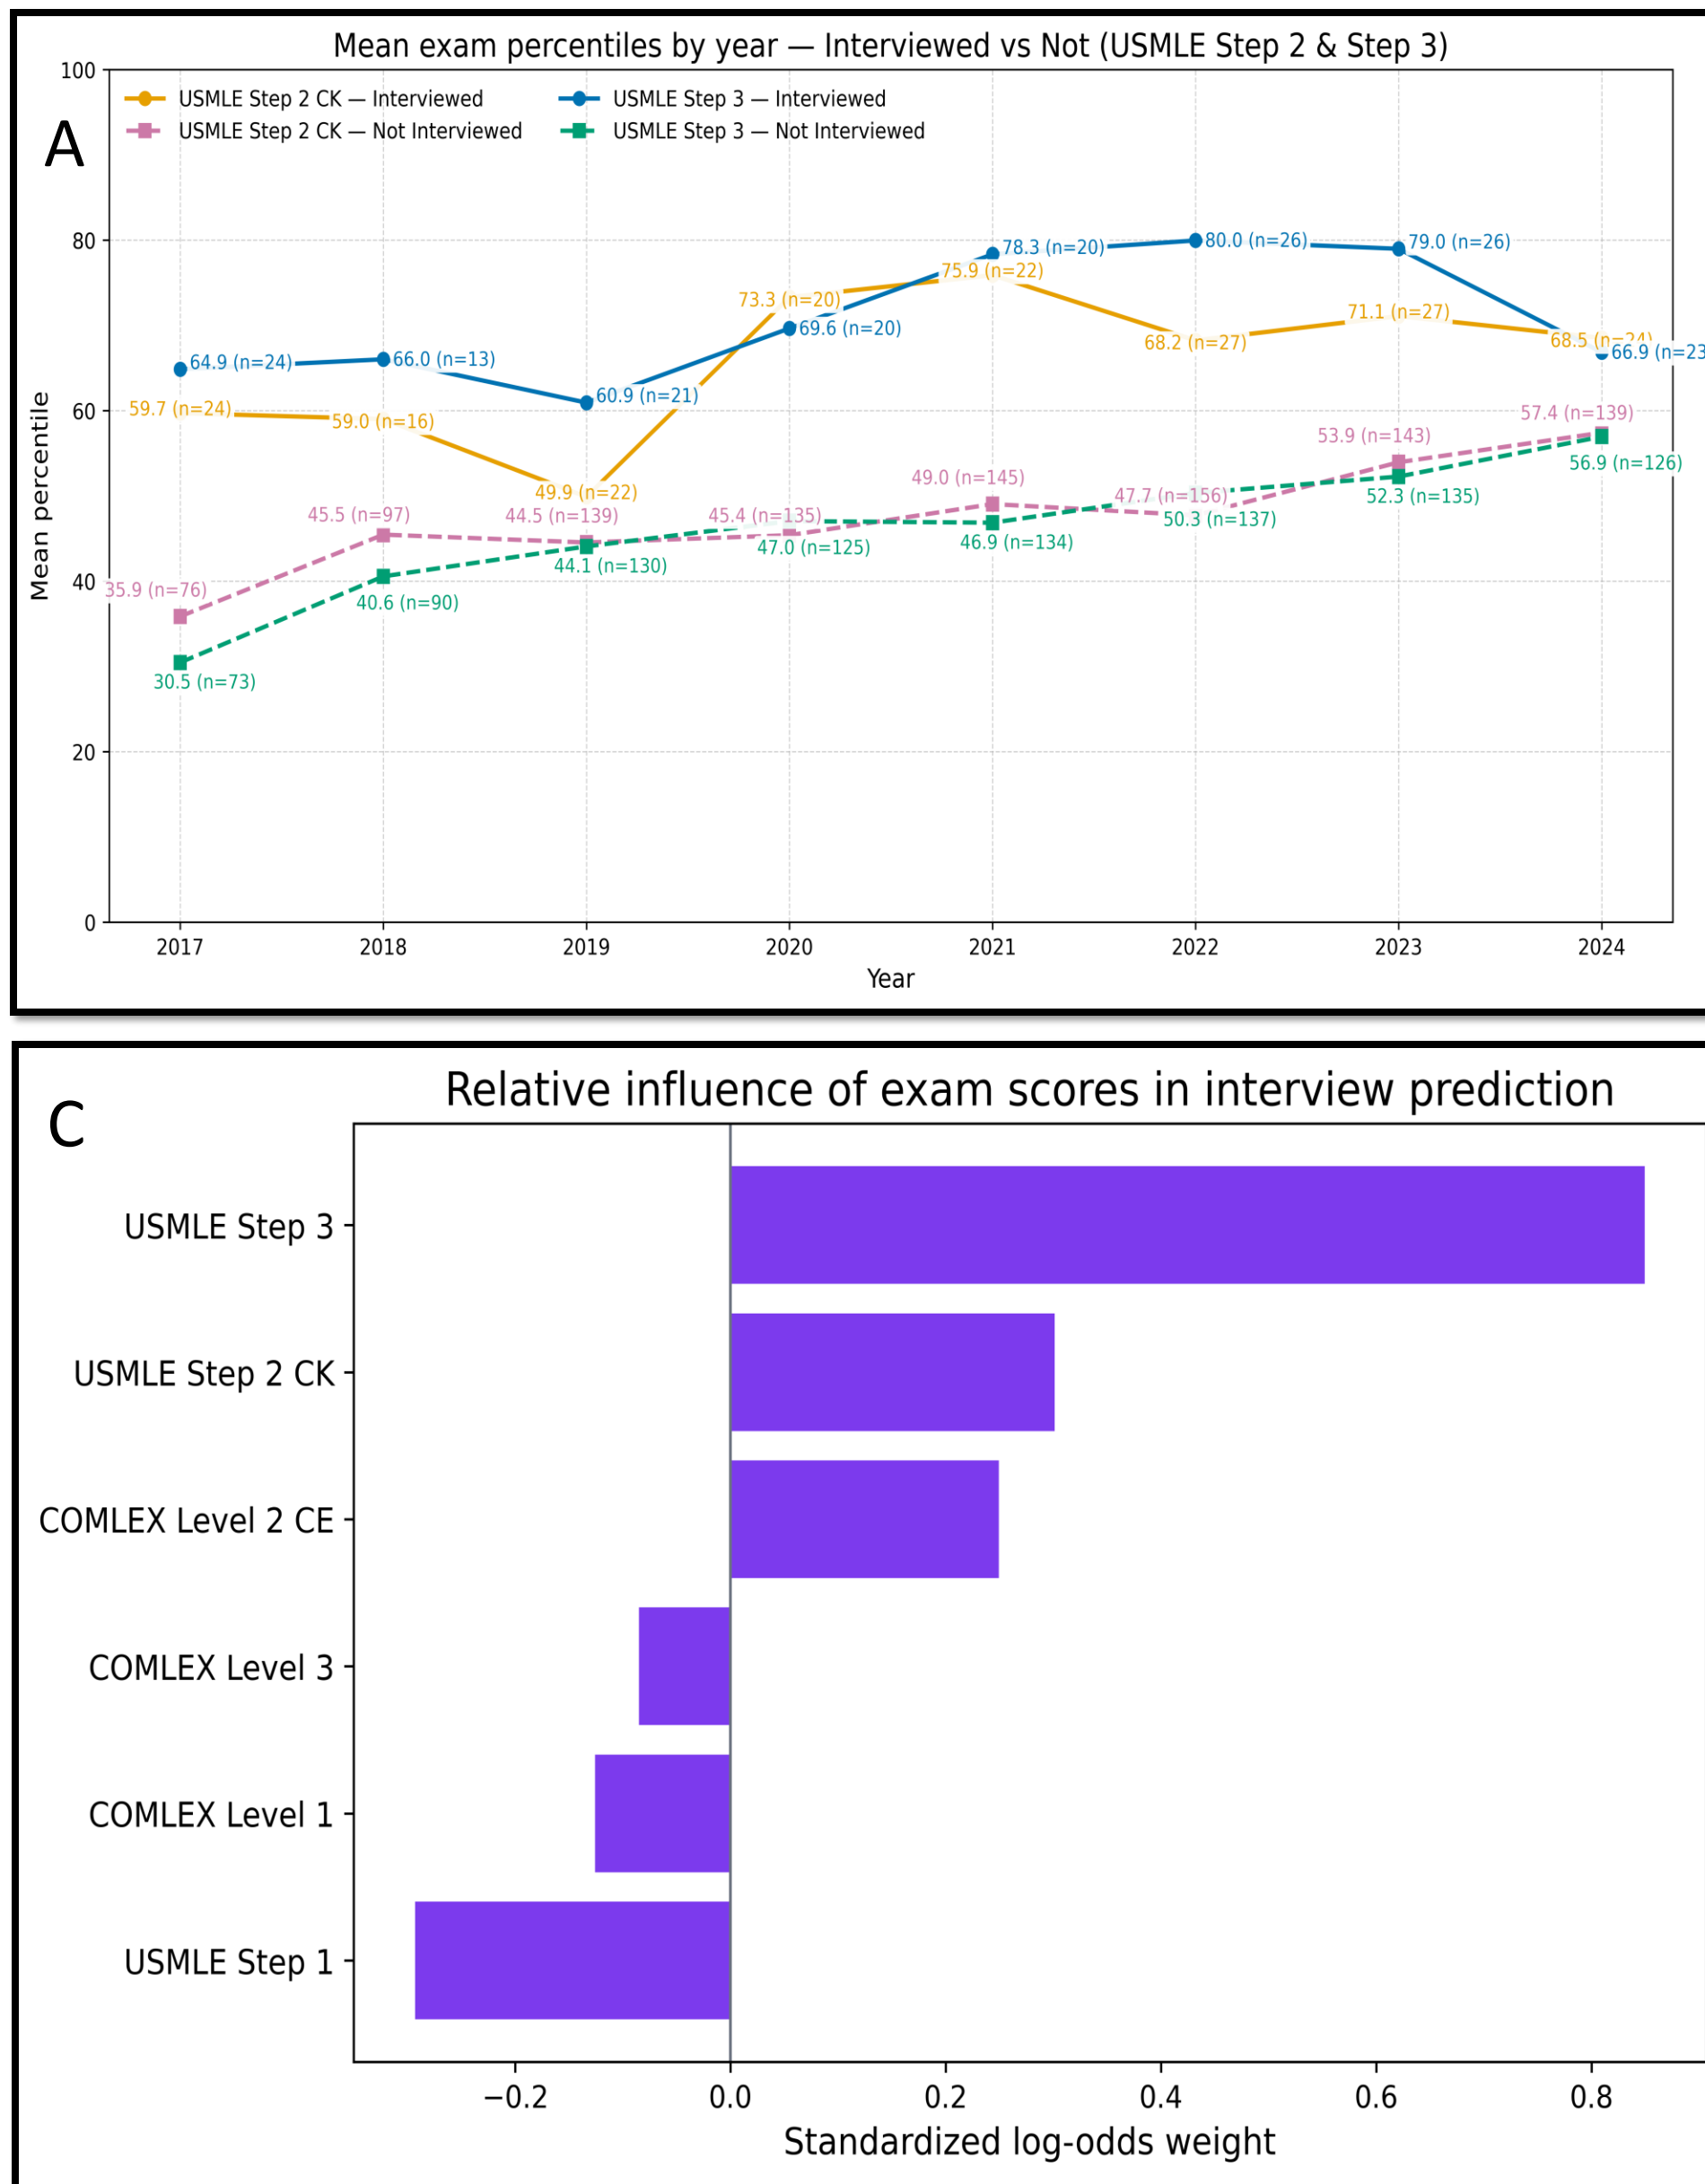 Mean exam percentiles by year — Interviewed vs Not (USMLE Step 2 & Step 3)
A
USMLE Step 2 CK — Interviewed
USMLE Step 2 CK — Not Interviewed
USMLE Step 3 — Interviewed
USMLE Step 3 — Not Interviewed
Mean percentile
100
80
60
40
20
0
64.9 (n=24)
66.0 (n=13)
60.9 (n=21)
69.6 (n=20)
78.3 (n=20)
80.0 (n=26)
79.0 (n=26)
66.9 (n=23
59.7 (n=24)
59.0 (n=16)
49.9 (n=22)
73.3 (n=20)
75.9 (n=22)
68.2 (n=27)
71.1 (n=27)
68.5 (n=24)
35.9 (n=76)
45.5 (n=97)
44.5 (n=139)
45.4 (n=135)
49.0 (n=145)
47.7 (n=156)
53.9 (n=143)
57.4 (n=139)
30.5 (n=73)
40.6 (n=90)
44.1 (n=130)
47.0 (n=125)
46.9 (n=134)
50.3 (n=137)
52.3 (n=135)
56.9 (n=126)
2017 2018 2019 2020 2021 2022 2023 2024
Year
C
Relative influence of exam scores in interview prediction
USMLE Step 3
USMLE Step 2 CK
COMLEX Level 2 CE
COMLEX Level 3
COMLEX Level 1
USMLE Step 1
−0.2 0.0 0.2 0.4 0.6 0.8
Standardized log-odds weight